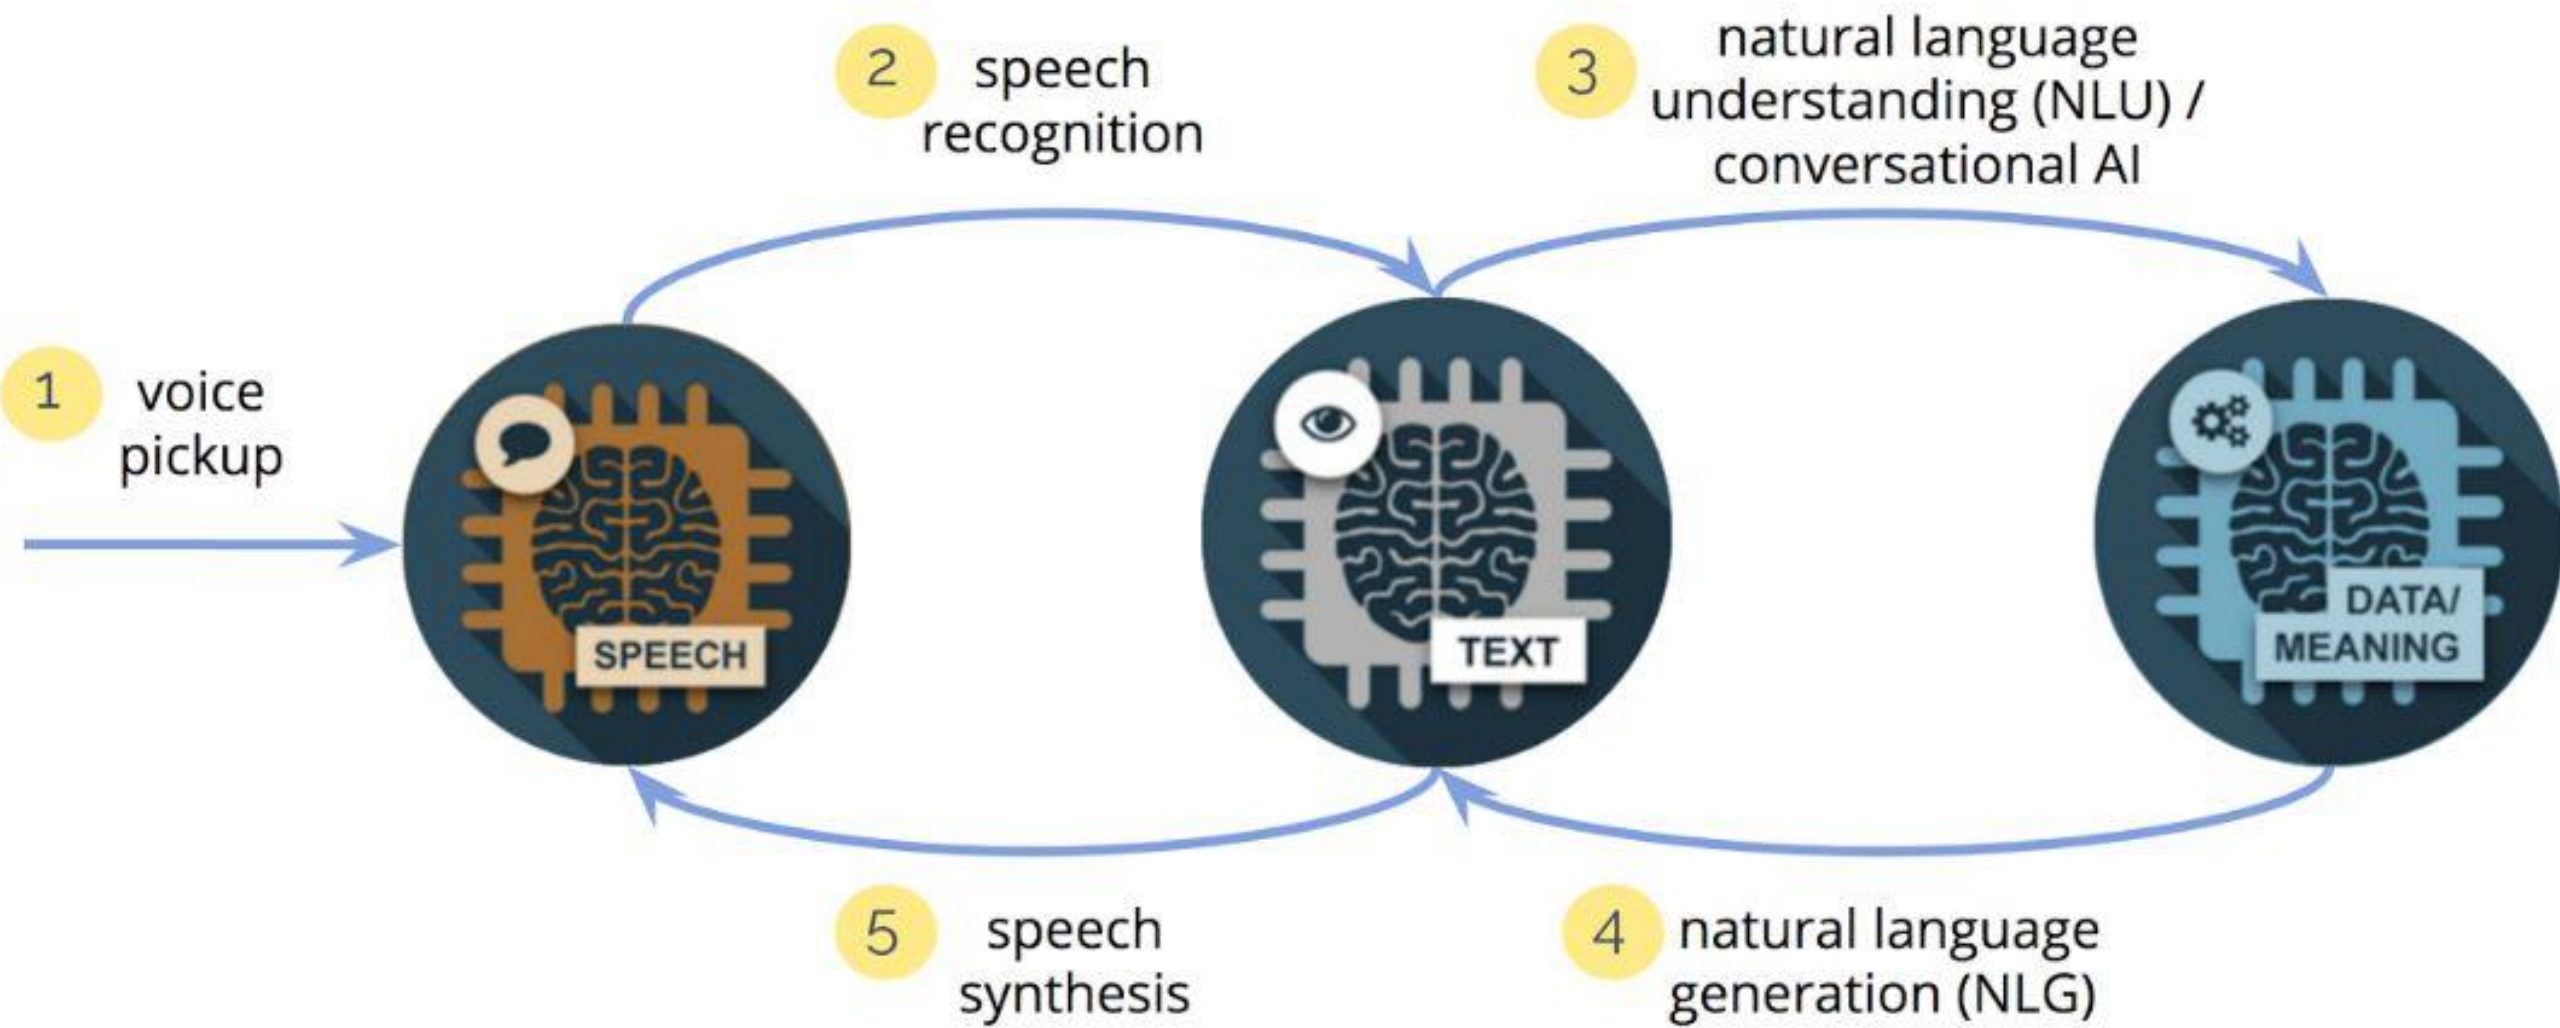 1
voice
pickup
2
speech
recognition
3
natural language
understanding (NLU) /
conversational AI
SPEECH
TEXT
DATA/
MEANING
4
natural language
generation (NLG)
5
speech
synthesis